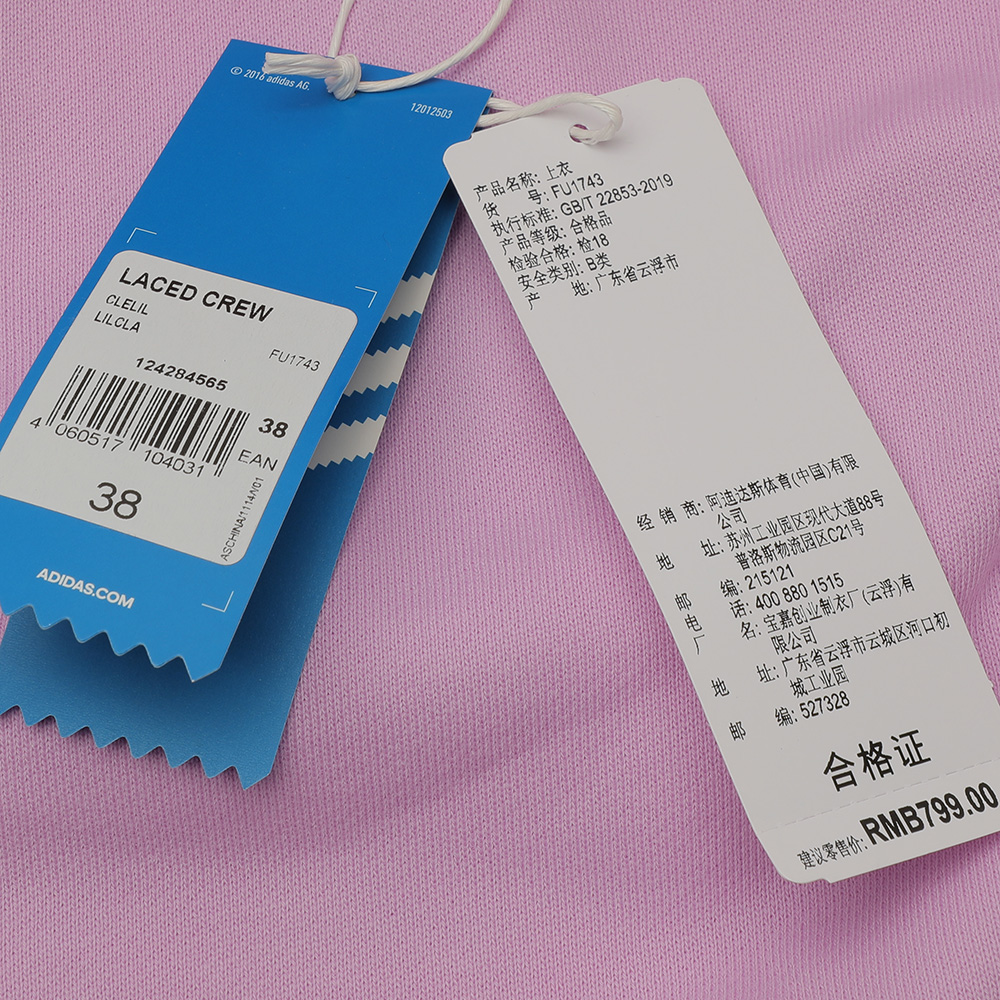 © 2016 adidas AG.
12012503
LACED CREW
CLELIL
LILCLA
FU1743
124284565
38
4 060517 104031
EAN
38
ASCHINA/1114/V01
ADIDAS.COM
产品名称: 上衣
货 号: FU1743
执行标准: GB/T 22853-2019
产品等级: 合格品
检验合格: 检18
安全类别: B类
产 地: 广东省云浮市
经 销 商: 阿迪达斯体育(中国)有限
公司
地 址: 苏州工业园区现代大道88号
普洛斯物流园区C21号
邮 编: 215121
电 话: 400 880 1515
厂 名: 宝嘉创业制衣厂(云浮)有
限公司
地 址: 广东省云浮市云城区河口初
城工业园
邮 编: 527328
合格证
建议零售价: RMB799.00